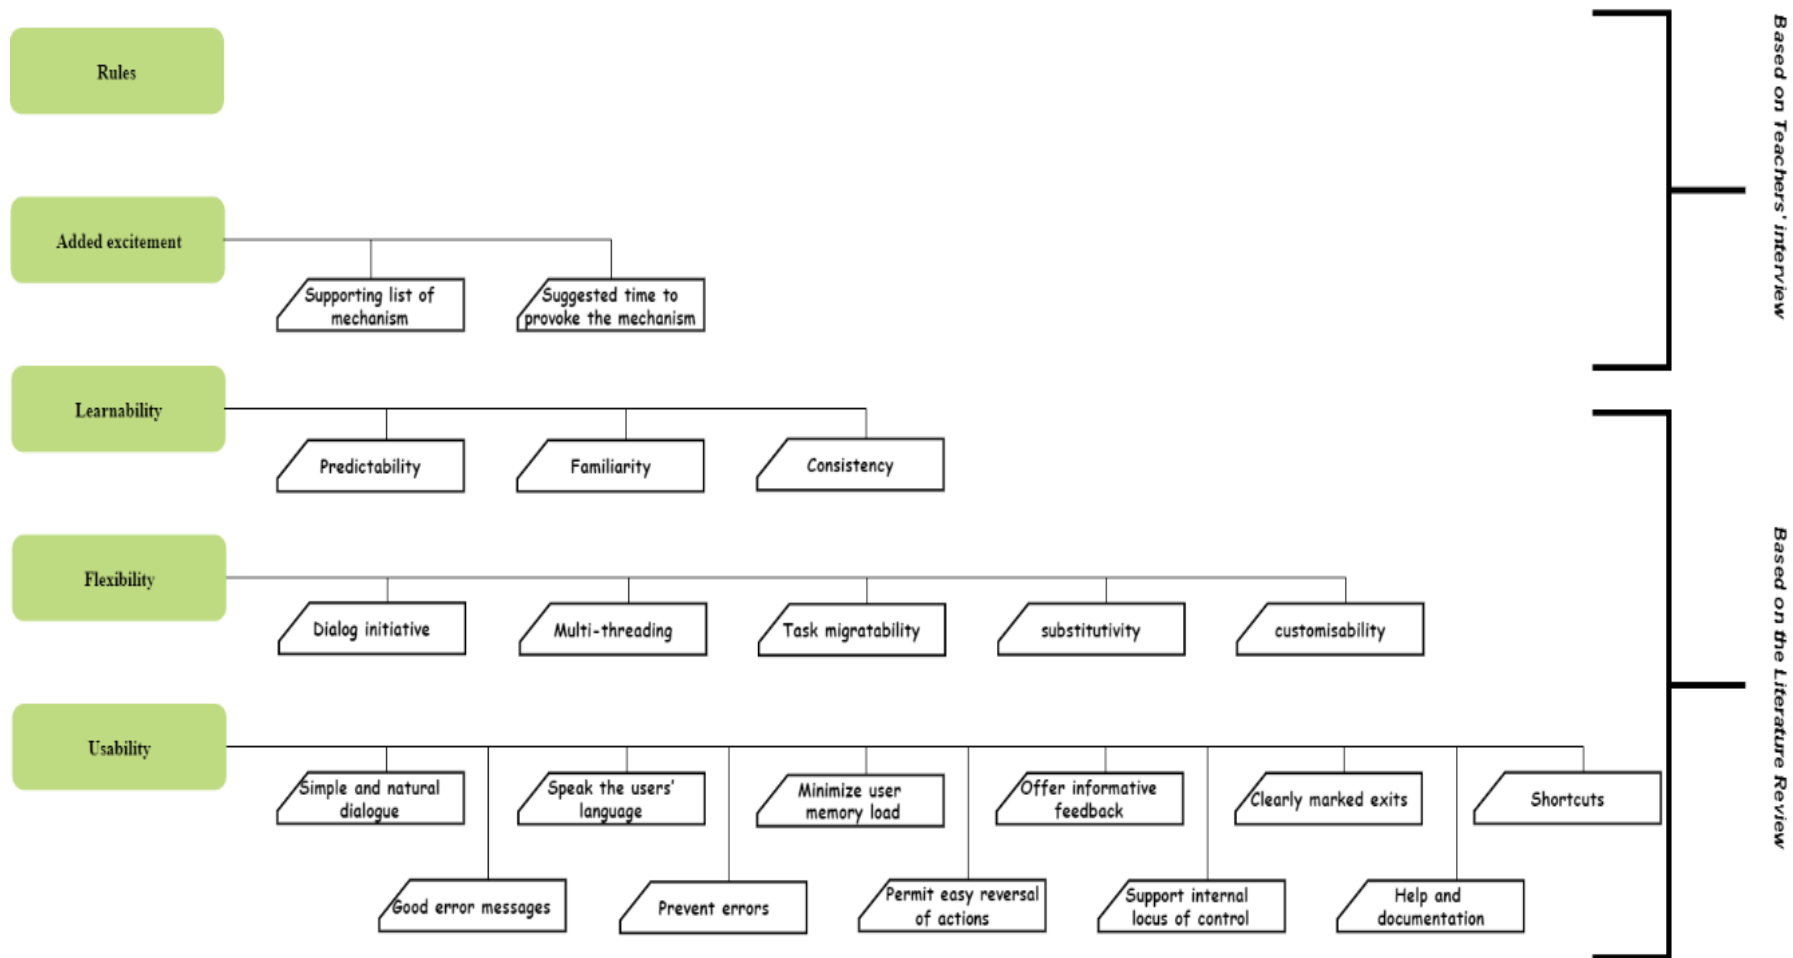 Rules
Added excitement
Supporting list of
mechanism
Suggested time to
provoke the mechanism
Based on Teachers' interview
Learnability
Predictability
Familiarity
Consistency
Flexibility
Dialog initiative
Multi-threading
Task migratability
substitutivity
customisability
Usability
Simple and natural
dialogue
Speak the users'
language
Minimize user
memory load
Offer informative
feedback
Clearly marked exits
Shortcuts
Good error messages
Prevent errors
Permit easy reversal
of actions
Support internal
locus of control
Help and
documentation
Based on the Literature Review